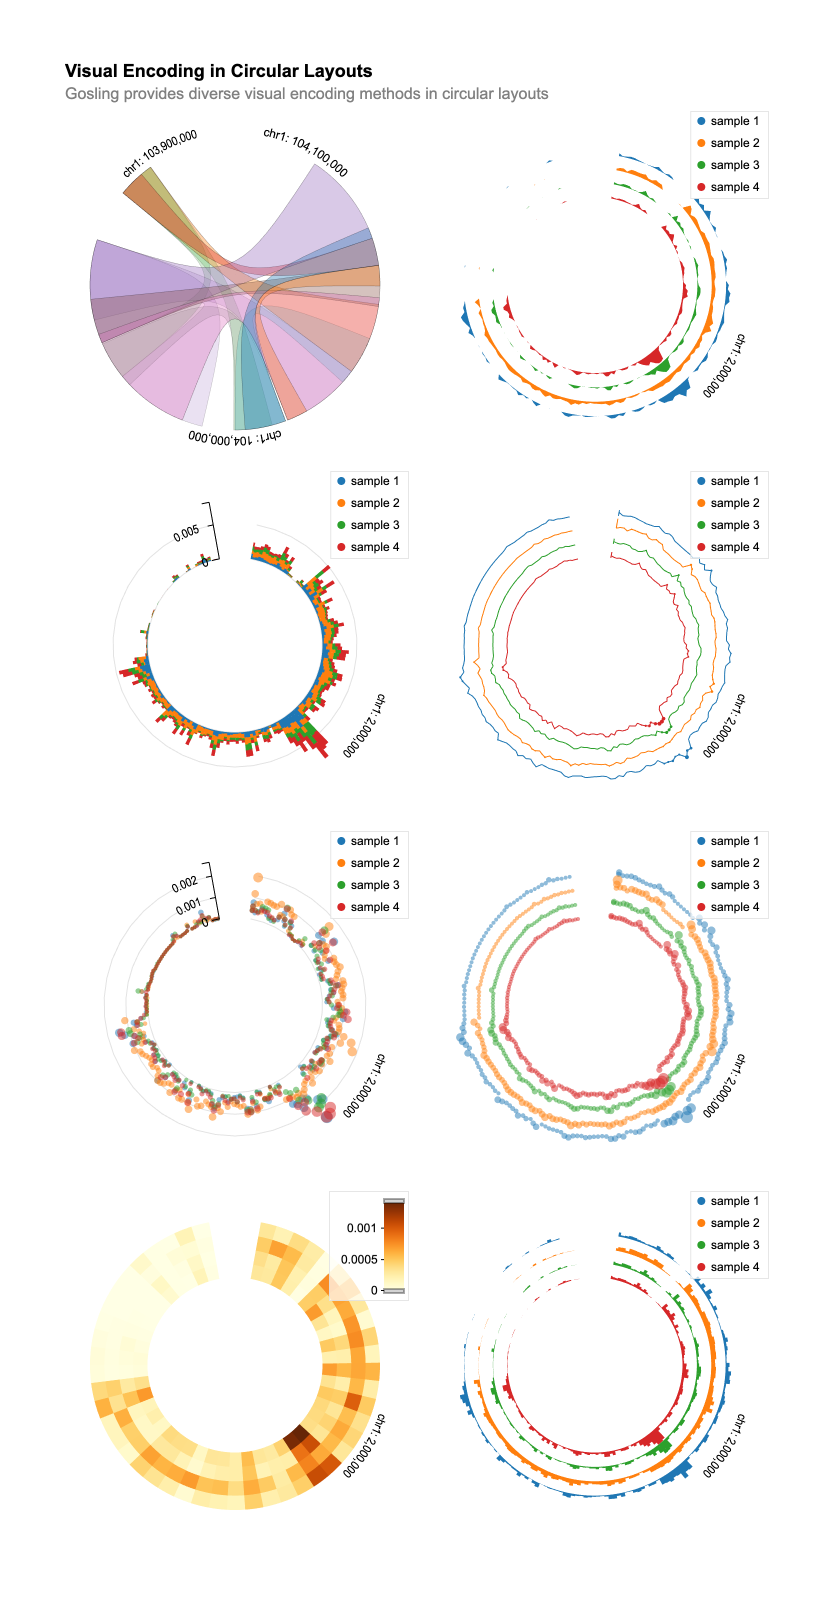 Visual Encoding in Circular Layouts
Gosling provides diverse visual encoding methods in circular layouts
chr1: 103,900,000
chr1: 104,100,000
chr1: 104,000,000
sample 1
sample 2
sample 3
sample 4
chr1: 2,000,000
sample 1
sample 2
sample 3
sample 4
0.005
0
chr1: 2,000,000
sample 1
sample 2
sample 3
sample 4
chr1: 2,000,000
sample 1
sample 2
sample 3
sample 4
0.002
0.001
0
chr1: 2,000,000
sample 1
sample 2
sample 3
sample 4
chr1: 2,000,000
0.001
0.0005
0
chr1: 2,000,000
sample 1
sample 2
sample 3
sample 4
chr1: 2,000,000